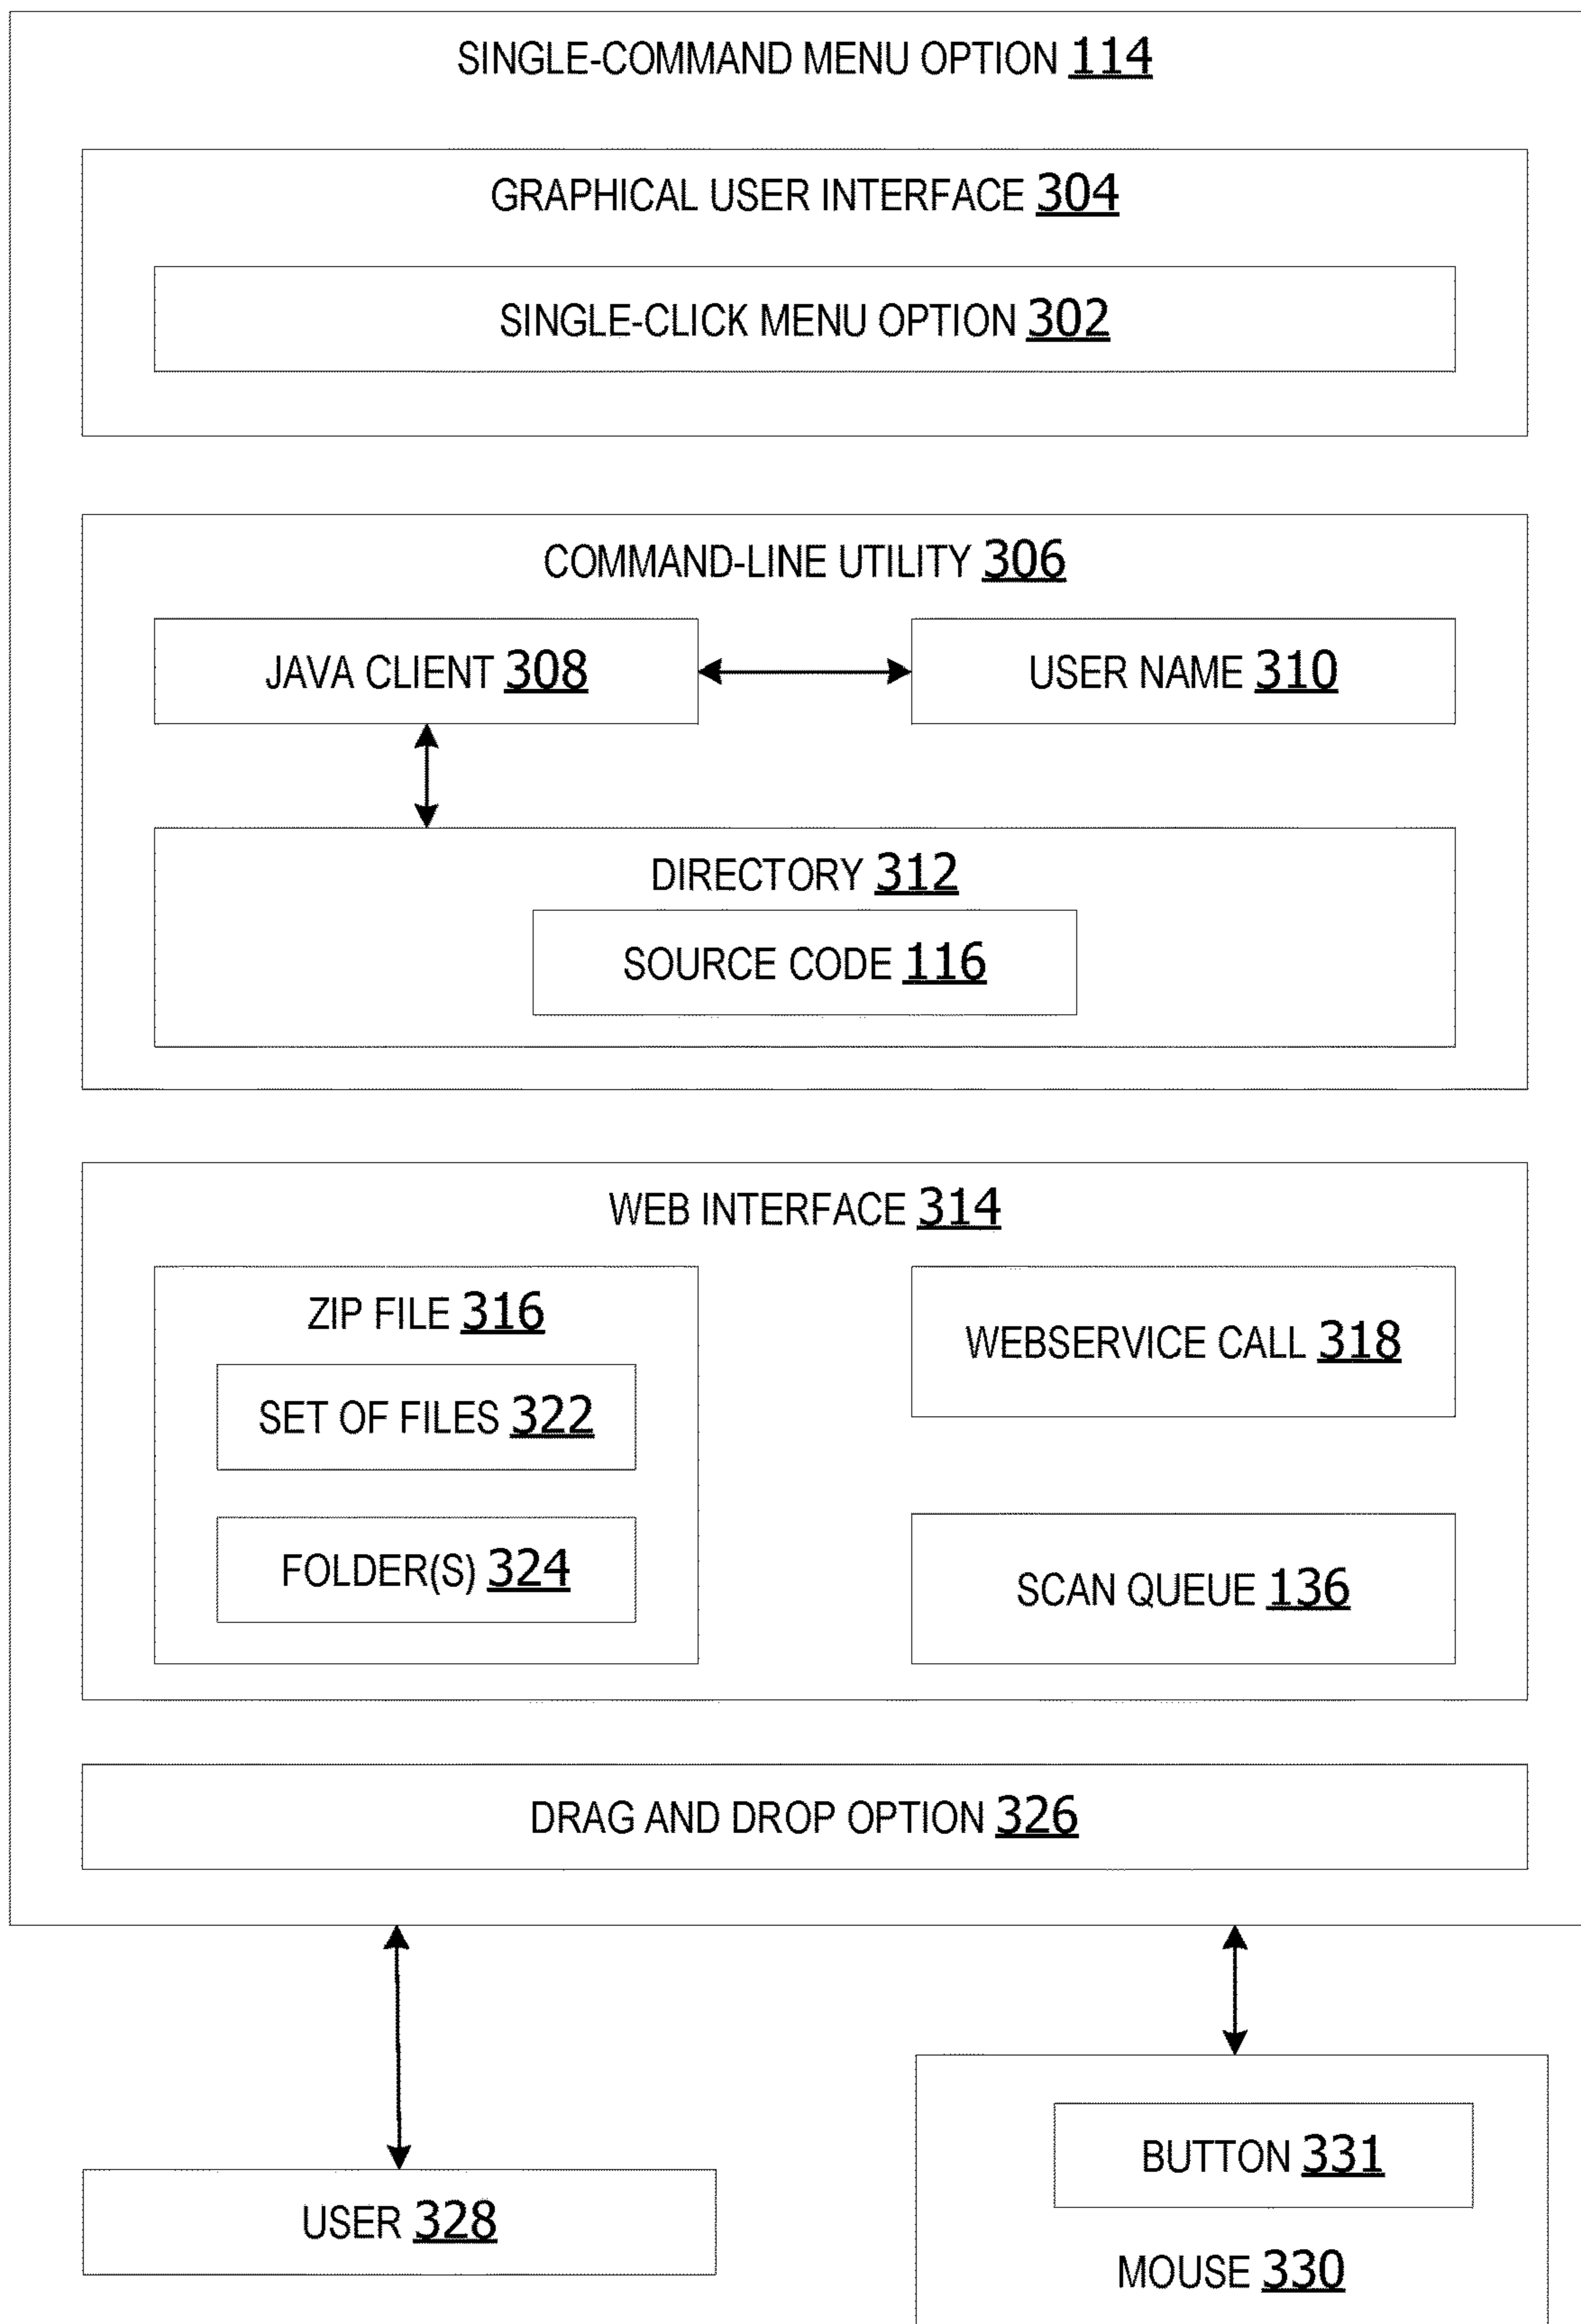 SINGLE-COMMAND MENU OPTION 114
GRAPHICAL USER INTERFACE 304
SINGLE-CLICK MENU OPTION 302
COMMAND-LINE UTILITY 306
JAVA CLIENT 308
USER NAME 310
DIRECTORY 312
SOURCE CODE 116
WEB INTERFACE 314
ZIP FILE 316
WEBSERVICE CALL 318
SET OF FILES 322
FOLDER(S) 324
SCAN QUEUE 136
DRAG AND DROP OPTION 326
BUTTON 331
USER 328
MOUSE 330